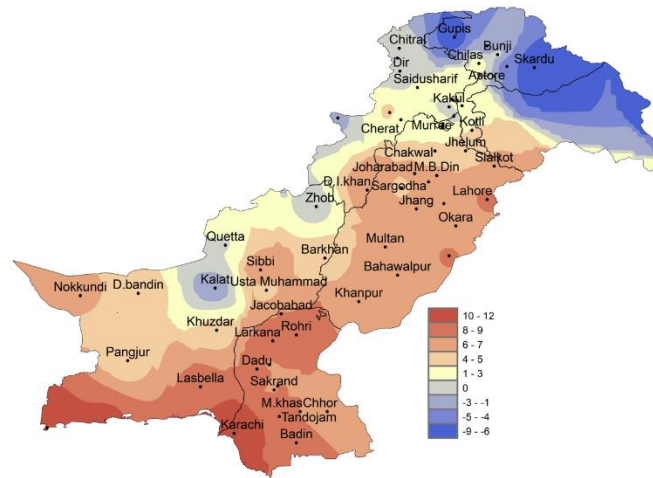 Gupis
Chitral
Bunji
Chilas
Skardu
Dir
Astore
Saidusharif
Kakul
Cherat
Kotli
Jhelum
Chakwal
Sialkot
Joharabad
M.B.Din
D.I.khan
Sargodha
Lahore
Zhob
Jhang
Okara
Quetta
Multan
Barkhan
Sibbi
Bahawalpur
Nokkundi
D.bandin
Kalat
Usta Muhammad
Khanpur
Jacobabad
Khuzdar
Larkana
Rohri
Pangjur
Dadu
Lasbella
Sakrand
M.khas
Chhor
Tandojam
Karachi
Badin
10 - 12
8 - 9
6 - 7
4 - 5
1 - 3
0
-3 - -1
-5 - -4
-9 - -6